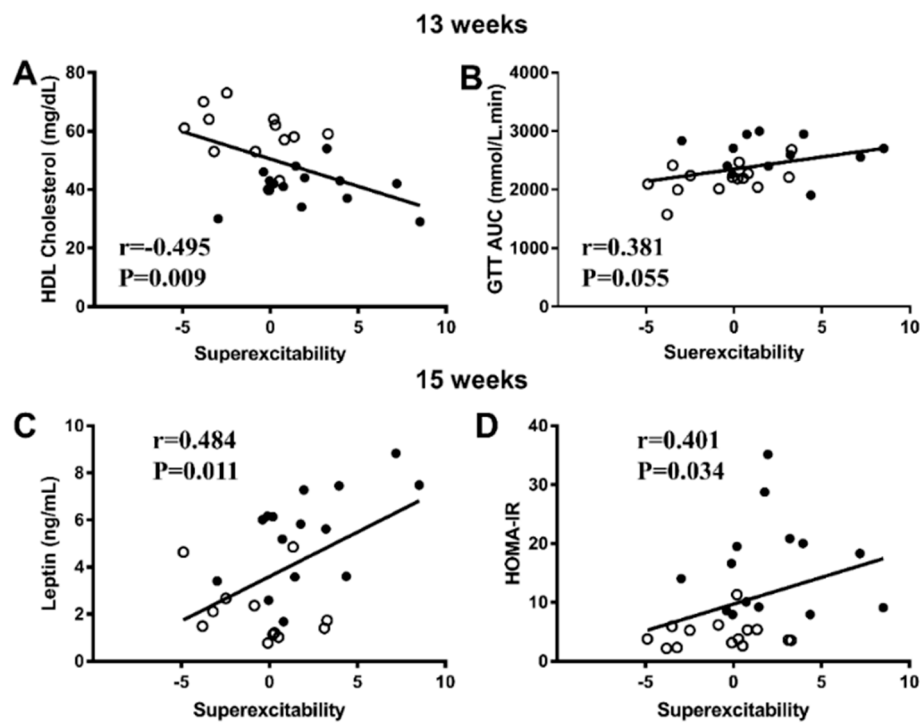 13 weeks
A
HDL Cholesterol (mg/dL)
80
60
40
20
0
r=-0.495
P=0.009
-5
0
5
10
Superexcitability
B
GTT AUC (mmol/L.min)
4000
3000
2000
1000
0
r=0.381
P=0.055
-5
0
5
10
Suerexcitability
15 weeks
C
Leptin (ng/mL)
10
8
6
4
2
0
r=0.484
P=0.011
-5
0
5
10
Superexcitability
D
HOMA-IR
40
30
20
10
0
r=0.401
P=0.034
-5
0
5
10
Superexcitability